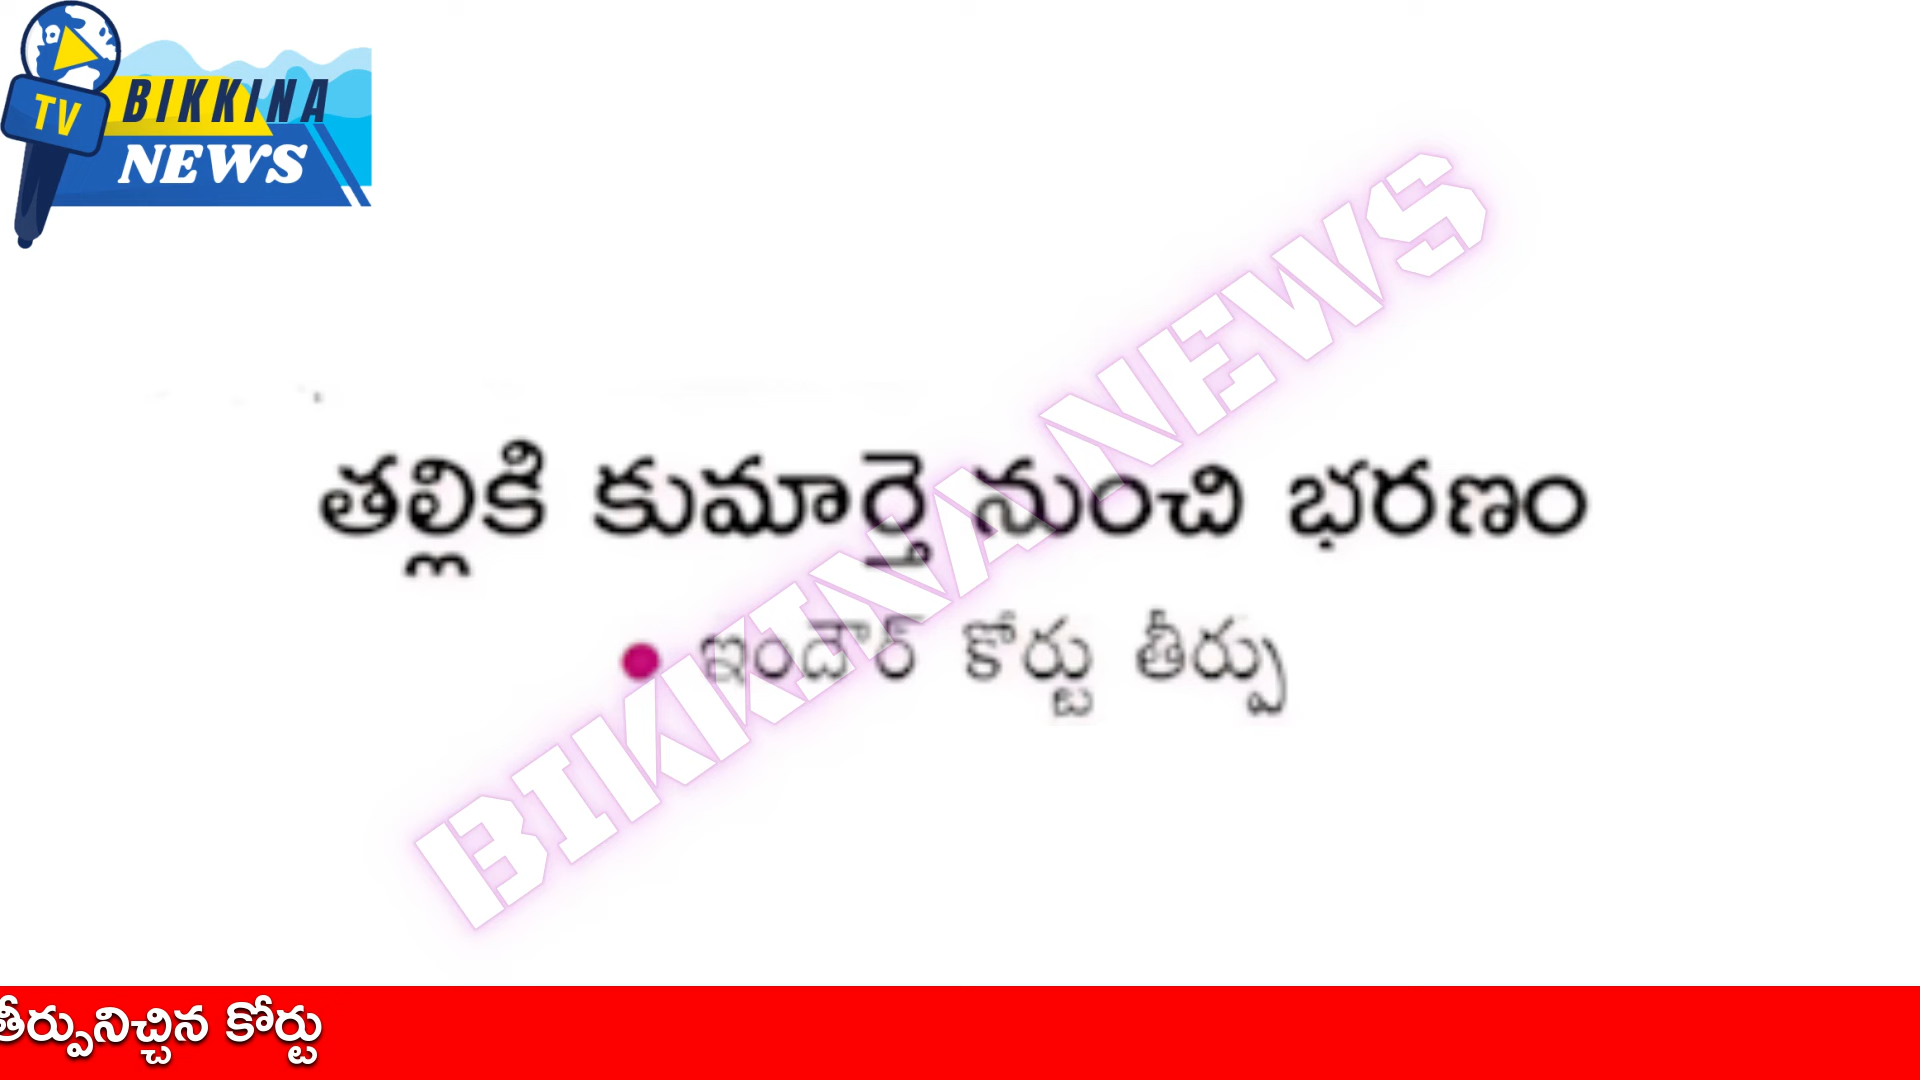 TV
BIKKINA
NEWS
తల్లికి కుమార్తె నుంచి భరణం
• ఇందౌర్ కోర్టు తీర్పు
BIKKINA NEWS
తీర్పునిచ్చిన కోర్టు